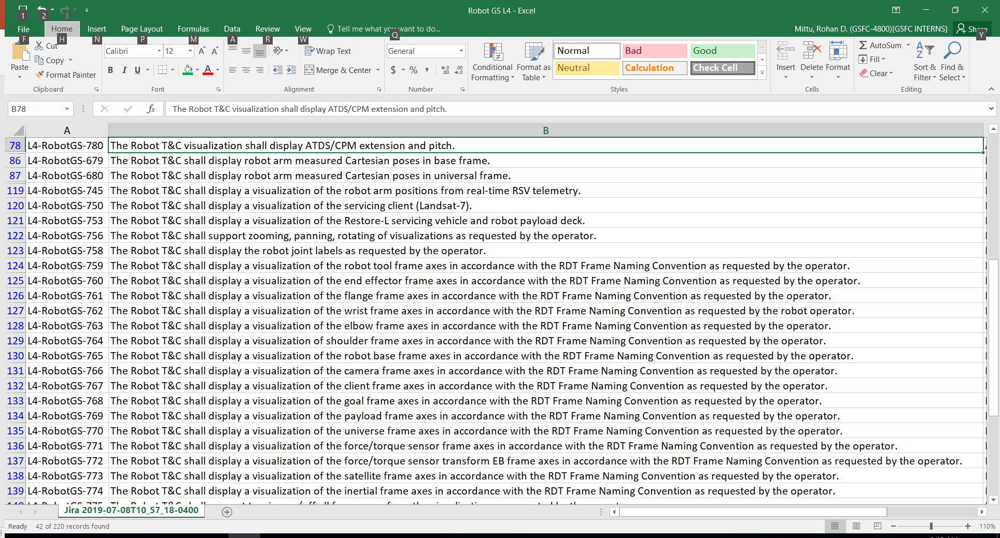 1 2 3
Robot GS L4 - Excel
File Home Insert Page Layout Formulas Data Review View Tell me what you want to do...
Mittu, Rohan D. (GSFC-4800)[GSFC INTERNS] Share
F H N P M A R W Q Y
Paste Cut Copy Format Painter
Clipboard
Calibri 12
B I U
Font
Wrap Text
Merge & Center
Alignment
General
$ % ,
Number
Conditional Formatting Format as Table
Normal Bad Good
Neutral Calculation Check Cell
Styles
Insert Delete Format
Cells
AutoSum
Fill
Clear
Sort & Filter Find & Select
Editing
B78 fx The Robot T&C visualization shall display ATDS/CPM extension and pitch.
A B
78 L4-RobotGS-780 The Robot T&C visualization shall display ATDS/CPM extension and pitch.
86 L4-RobotGS-679 The Robot T&C shall display robot arm measured Cartesian poses in base frame.
87 L4-RobotGS-680 The Robot T&C shall display robot arm measured Cartesian poses in universal frame.
119 L4-RobotGS-745 The Robot T&C shall display a visualization of the robot arm positions from real-time RSV telemetry.
120 L4-RobotGS-750 The Robot T&C shall display a visualization of the servicing client (Landsat-7).
121 L4-RobotGS-753 The Robot T&C shall display a visualization of the Restore-L servicing vehicle and robot payload deck.
122 L4-RobotGS-756 The Robot T&C shall support zooming, panning, rotating of visualizations as requested by the operator.
123 L4-RobotGS-758 The Robot T&C shall display the robot joint labels as requested by the operator.
124 L4-RobotGS-759 The Robot T&C shall display a visualization of the robot tool frame axes in accordance with the RDT Frame Naming Convention as requested by the operator.
125 L4-RobotGS-760 The Robot T&C shall display a visualization of the end effector frame axes in accordance with the RDT Frame Naming Convention as requested by the operator.
126 L4-RobotGS-761 The Robot T&C shall display a visualization of the flange frame axes in accordance with the RDT Frame Naming Convention as requested by the operator.
127 L4-RobotGS-762 The Robot T&C shall display a visualization of the wrist frame axes in accordance with the RDT Frame Naming Convention as requested by the robot operator.
128 L4-RobotGS-763 The Robot T&C shall display a visualization of the elbow frame axes in accordance with the RDT Frame Naming Convention as requested by the operator.
129 L4-RobotGS-764 The Robot T&C shall display a visualization of shoulder frame axes in accordance with the RDT Frame Naming Convention as requested by the operator.
130 L4-RobotGS-765 The Robot T&C shall display a visualization of the robot base frame axes in accordance with the RDT Frame Naming Convention as requested by the operator.
131 L4-RobotGS-766 The Robot T&C shall display a visualization of the camera frame axes in accordance with the RDT Frame Naming Convention as requested by the operator.
132 L4-RobotGS-767 The Robot T&C shall display a visualization of the client frame axes in accordance with the RDT Frame Naming Convention as requested by the operator.
133 L4-RobotGS-768 The Robot T&C shall display a visualization of the goal frame axes in accordance with the RDT Frame Naming Convention as requested by the operator.
134 L4-RobotGS-769 The Robot T&C shall display a visualization of the payload frame axes in accordance with the RDT Frame Naming Convention as requested by the operator.
135 L4-RobotGS-770 The Robot T&C shall display a visualization of the universe frame axes in accordance with the RDT Frame Naming Convention as requested by the operator.
136 L4-RobotGS-771 The Robot T&C shall display a visualization of the force/torque sensor frame axes in accordance with the RDT Frame Naming Convention as requested by the operator.
137 L4-RobotGS-772 The Robot T&C shall display a visualization of the force/torque sensor transform EB frame axes in accordance with the RDT Frame Naming Convention as requested by the operator.
138 L4-RobotGS-773 The Robot T&C shall display a visualization of the satellite frame axes in accordance with the RDT Frame Naming Convention as requested by the operator.
139 L4-RobotGS-774 The Robot T&C shall display a visualization of the inertial frame axes in accordance with the RDT Frame Naming Convention as requested by the operator.
Jira 2019-07-08T10_57_18-0400
Ready 42 of 220 records found 110%